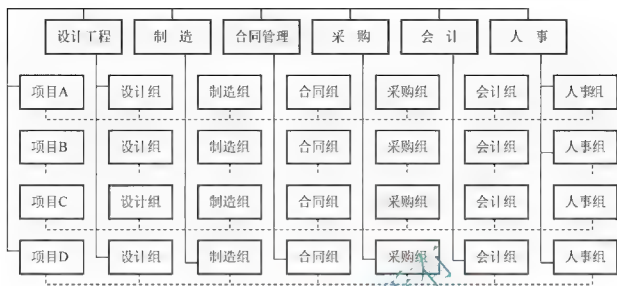 设计工程 制 造 合同管理 采 购 会 计 人 事
项目A 设计组 制造组 合同组 采购组 会计组 人事组
项目B 设计组 制造组 合同组 采购组 会计组 人事组
项目C 设计组 制造组 合同组 采购组 会计组 人事组
项目D 设计组 制造组 合同组 采购组 会计组 人事组